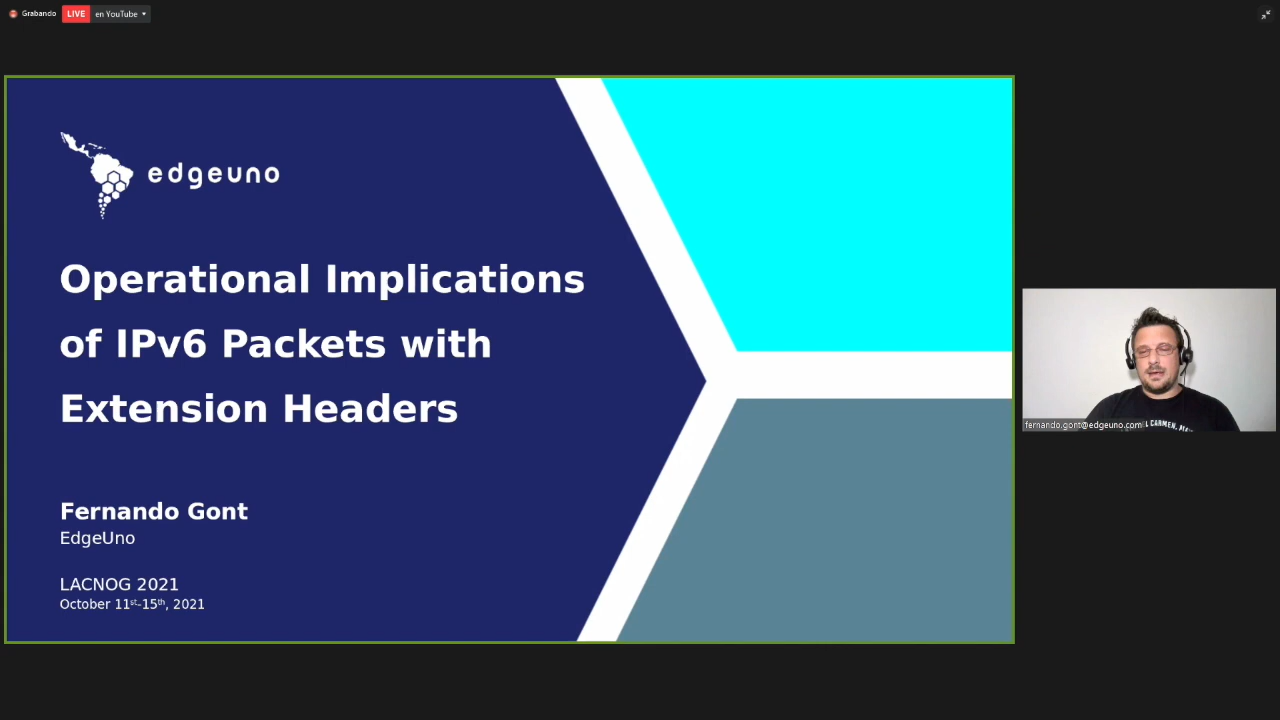 Grabando
LIVE en YouTube
edgeuno
Operational Implications
of IPv6 Packets with
Extension Headers
Fernando Gont
EdgeUno
LACNOG 2021
October 11st-15th, 2021
fernando.gont@edgeuno.com
L CARMEN,